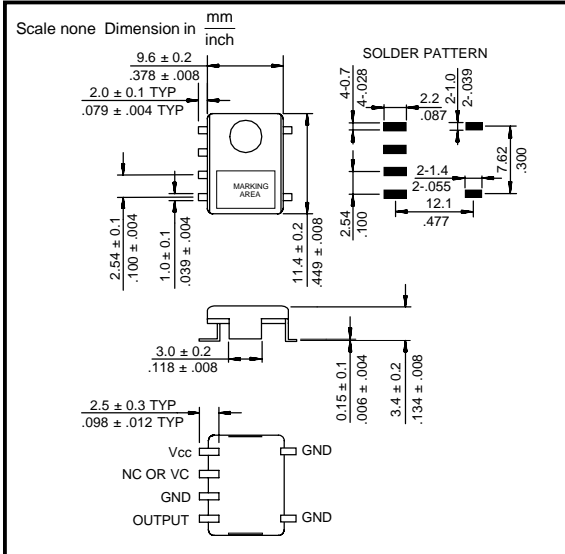 Scale none Dimension in mm
inch
9.6 ± 0.2
.378 ± .008
2.0 ± 0.1 TYP
.079 ± .004 TYP
MARKING
AREA
2.54 ± 0.1
.100 ± .004
1.0 ± 0.1
.039 ± .004
11.4 ± 0.2
.449 ± .008
SOLDER PATTERN
4-0.7
4-.028
2.2
.087
2-1.0
2-.039
7.62
.300
2-1.4
2-.055
12.1
.477
2.54
.100
3.0 ± 0.2
.118 ± .008
0.15 ± 0.1
.006 ± .004
3.4 ± 0.2
.134 ± .008
2.5 ± 0.3 TYP
.098 ± .012 TYP
Vcc
GND
NC OR VC
GND
OUTPUT
GND